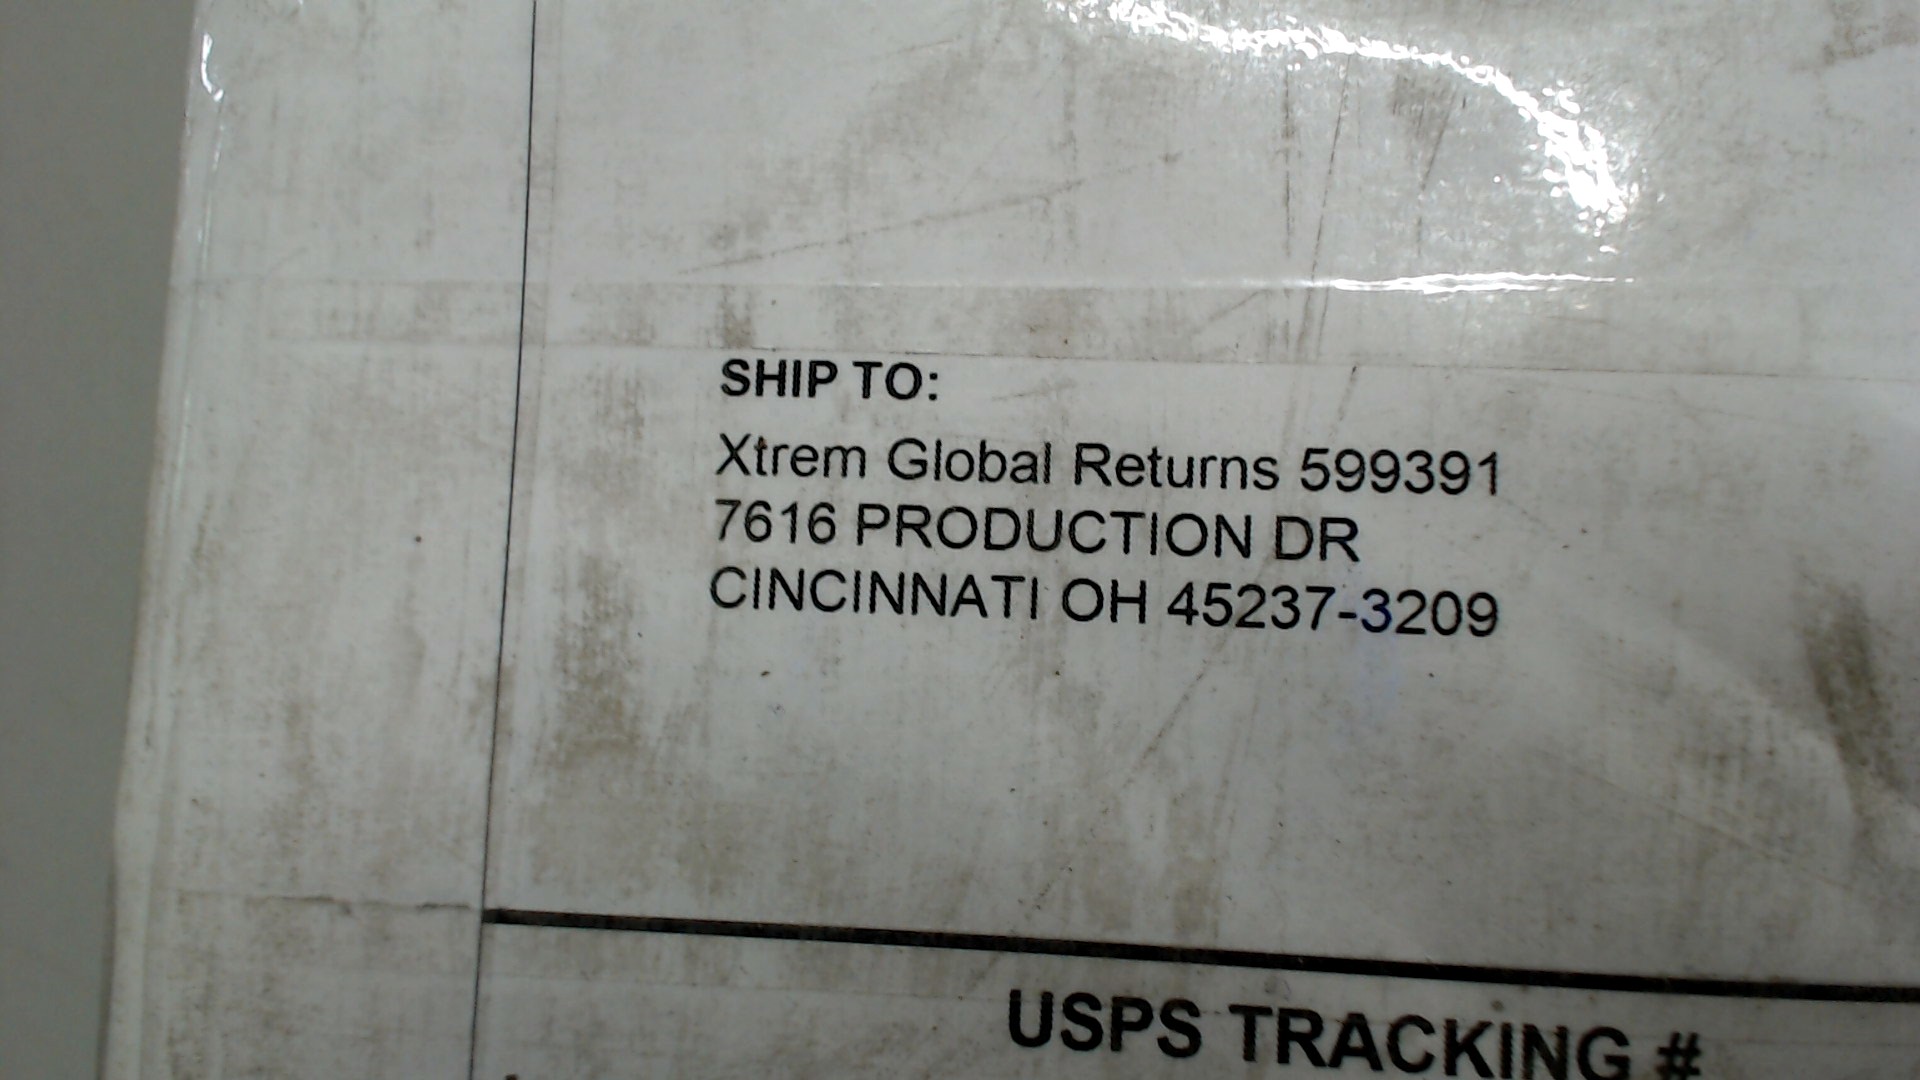 SHIP TO:
Xtrem Global Returns 599391
7616 PRODUCTION DR
CINCINNATI OH 45237-3209
USPS TRACKING #